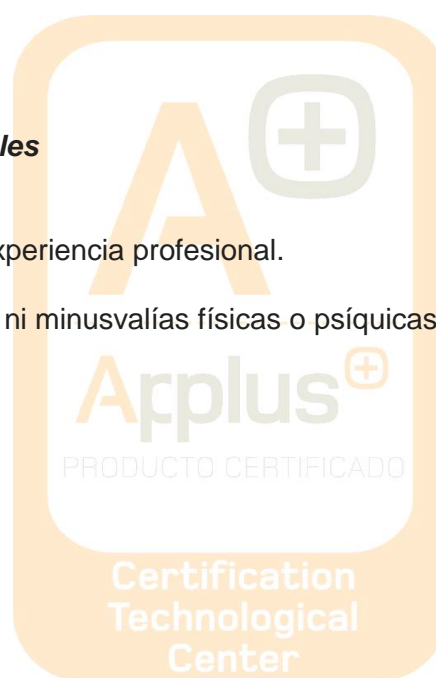 les
xperiencia profesional.
ni minusvalías físicas o psíquicas
A+
Applus+
PRODUCTO CERTIFICADO
Certification
Technological
Center